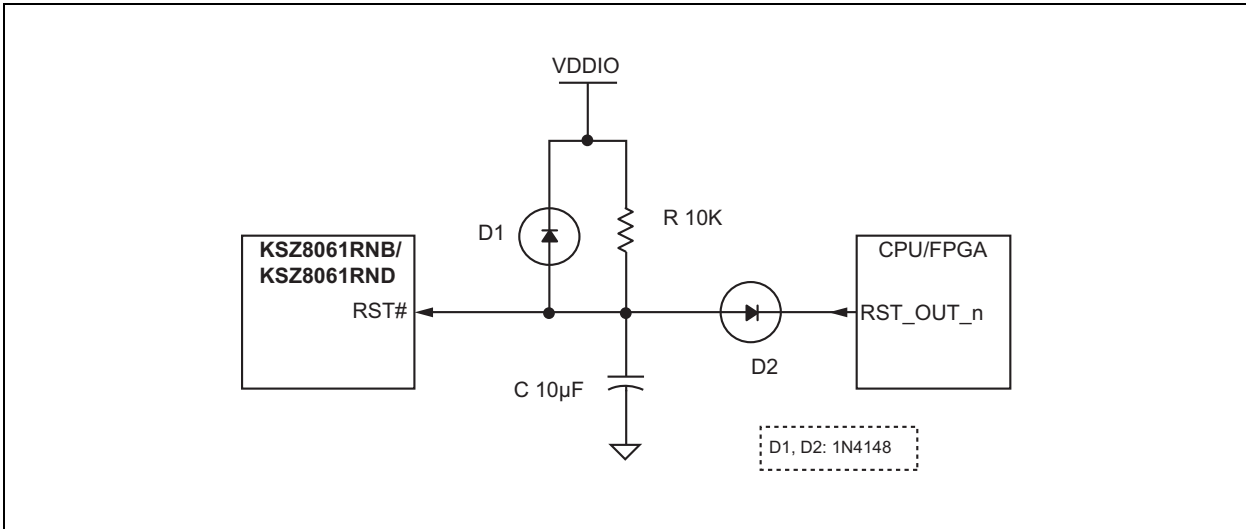 VDDIO
D1
R 10K
KSZ8061RNB/
KSZ8061RND
RST#
CPU/FPGA
RST_OUT_n
D2
C 10µF
D1, D2: 1N4148